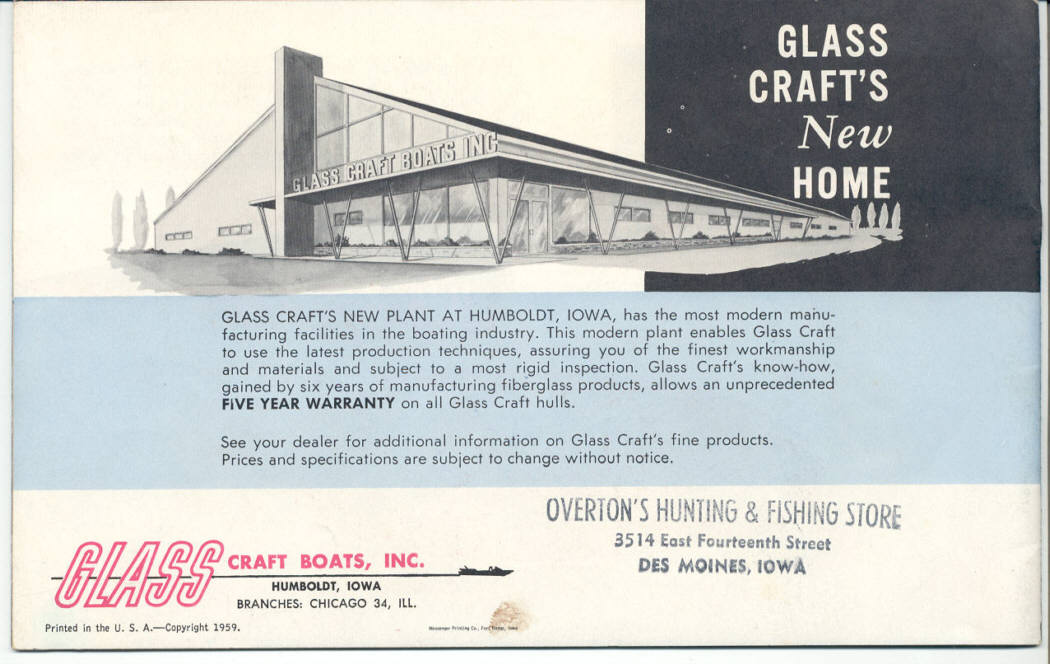 GLASS
CRAFT'S
New
HOME
GLASS CRAFT BOATS INC
GLASS CRAFT'S NEW PLANT AT HUMBOLDT, IOWA, has the most modern manu-
facturing facilities in the boating industry. This modern plant enables Glass Craft
to use the latest production techniques, assuring you of the finest workmanship
and materials and subject to a most rigid inspection. Glass Craft's know-how,
gained by six years of manufacturing fiberglass products, allows an unprecedented
FIVE YEAR WARRANTY on all Glass Craft hulls.
See your dealer for additional information on Glass Craft's fine products.
Prices and specifications are subject to change without notice.
OVERTON'S HUNTING & FISHING STORE
3514 East Fourteenth Street
DES MOINES, IOWA
GLASS CRAFT BOATS, INC.
HUMBOLDT, IOWA
BRANCHES: CHICAGO 34, ILL.
Printed in the U. S. A.—Copyright 1959.
Messenger Printing Co., Fort Iowa